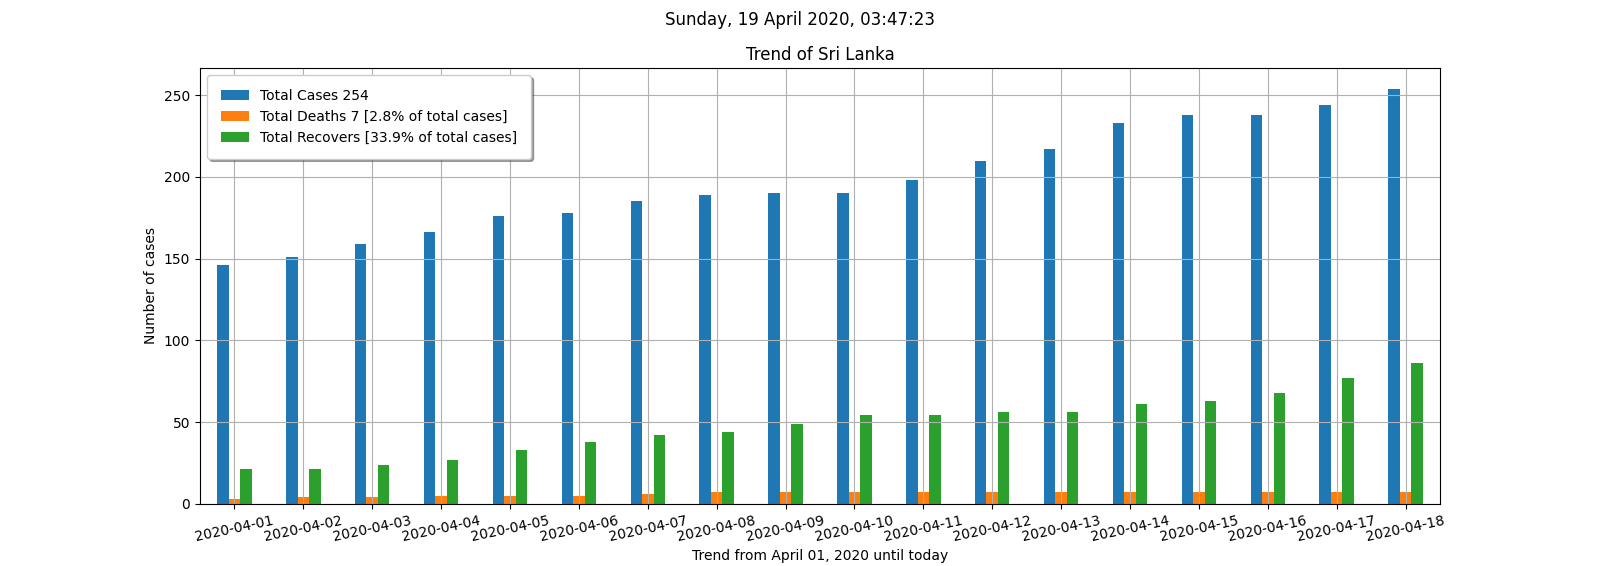 Sunday, 19 April 2020, 03:47:23
Trend of Sri Lanka
Total Cases 254
Total Deaths 7 [2.8% of total cases]
Total Recovers [33.9% of total cases]
Number of cases
250
200
150
100
50
0
2020-04-01 2020-04-02 2020-04-03 2020-04-04 2020-04-05 2020-04-06 2020-04-07 2020-04-08 2020-04-09 2020-04-10 2020-04-11 2020-04-12 2020-04-13 2020-04-14 2020-04-15 2020-04-16 2020-04-17 2020-04-18
Trend from April 01, 2020 until today